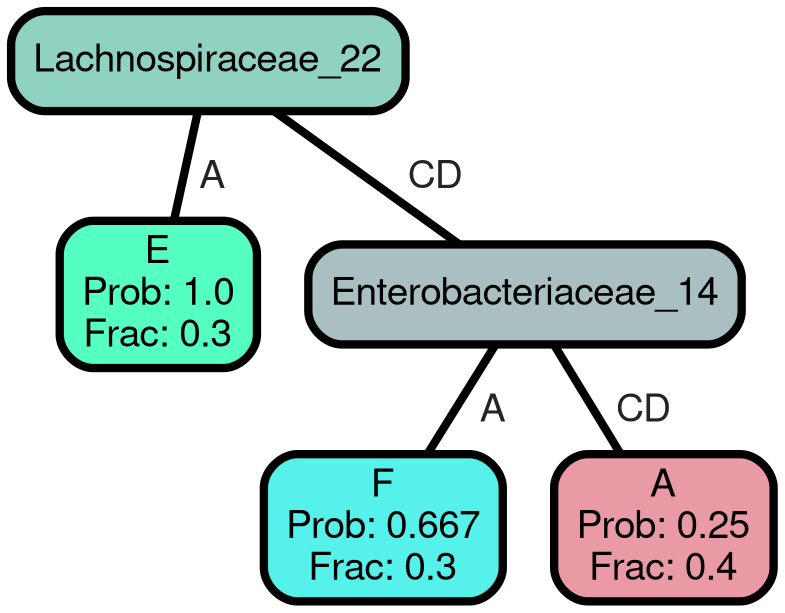 Lachnospiraceae_22
A
CD
E
Prob: 1.0
Frac: 0.3
Enterobacteriaceae_14
A
CD
F
Prob: 0.667
Frac: 0.3
A
Prob: 0.25
Frac: 0.4